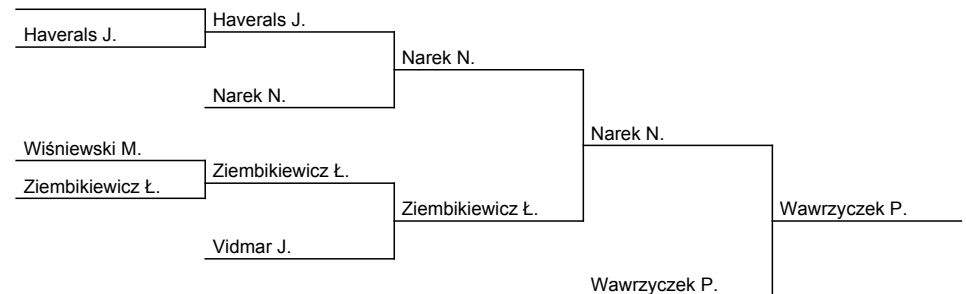 Haverals J.
Haverals J.
Narek N.
Narek N.
Narek N.
Wiśniewski M.
Ziembikiewicz Ł.
Ziembikiewicz Ł.
Ziembikiewicz Ł.
Wawrzyczek P.
Vidmar J.
Wawrzyczek P.